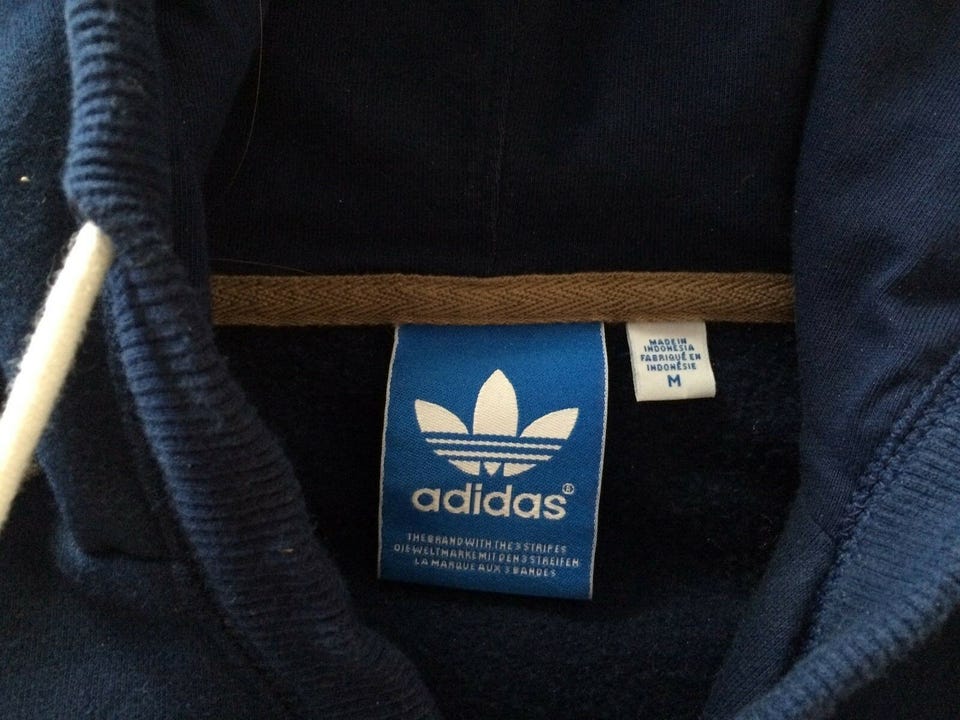 adidas®
THE BRAND WITH THE 3 STRIPES
DIE WELTMARKE MIT DEN 3 STREIFEN
LA MARQUE AUX 3 BANDES
MADE IN
INDONESIA
FABRIQUÉ EN
INDONÉSIE
M